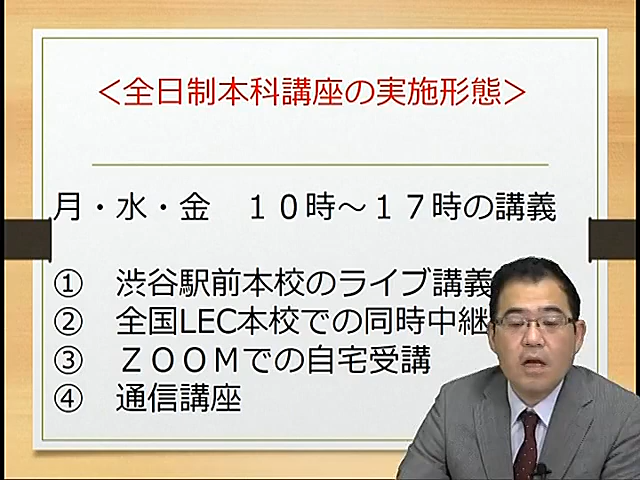 ＜全日制本科講座の実施形態＞
月・水・金　１０時～１７時の講義
①　渋谷駅前本校のライブ講義
②　全国LEC本校での同時中継
③　ＺＯＯＭでの自宅受講
④　通信講座